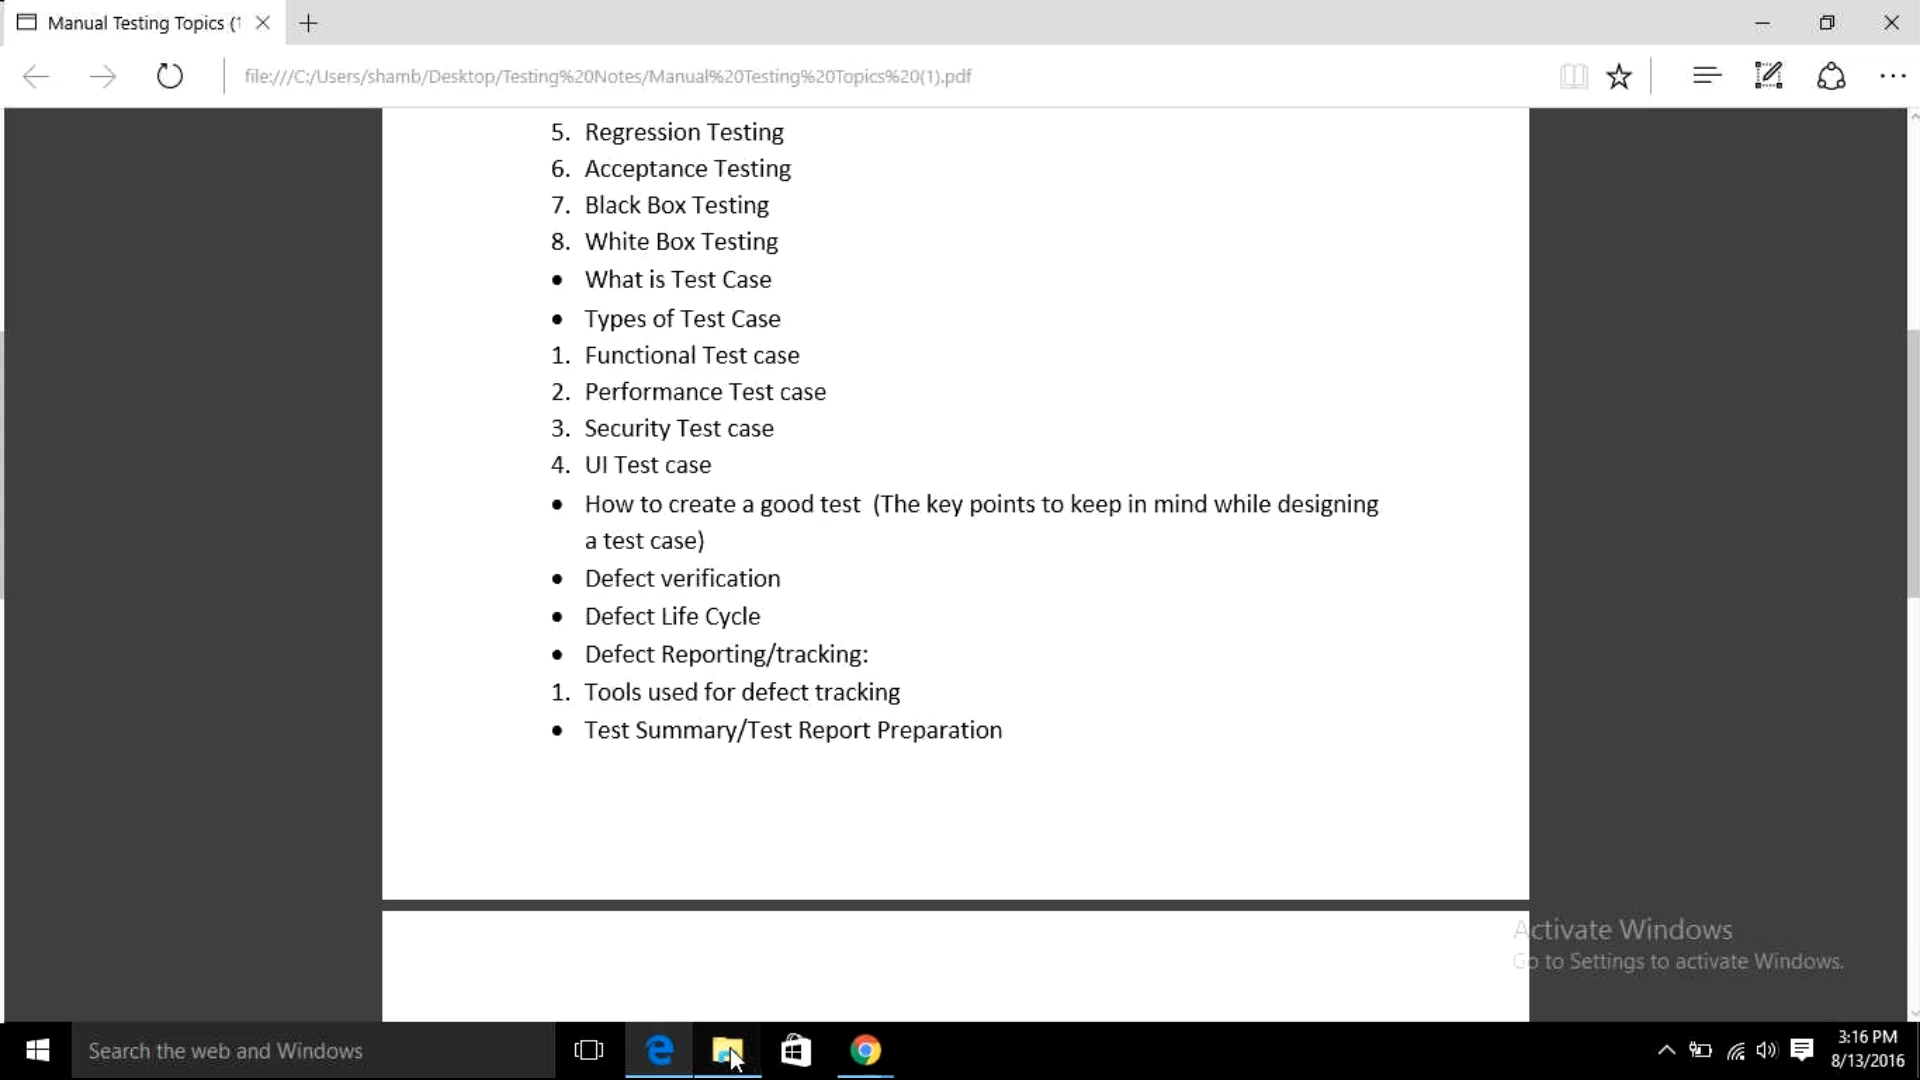 Manual Testing Topics (1
file:///C:/Users/shamb/Desktop/Testing%20Notes/Manual%20Testing%20Topics%20(1).pdf
5. Regression Testing
6. Acceptance Testing
7. Black Box Testing
8. White Box Testing
• What is Test Case
• Types of Test Case
1. Functional Test case
2. Performance Test case
3. Security Test case
4. UI Test case
• How to create a good test (The key points to keep in mind while designing
a test case)
• Defect verification
• Defect Life Cycle
• Defect Reporting/tracking:
1. Tools used for defect tracking
• Test Summary/Test Report Preparation
Activate Windows
Go to Settings to activate Windows.
Search the web and Windows
3:16 PM
8/13/2016